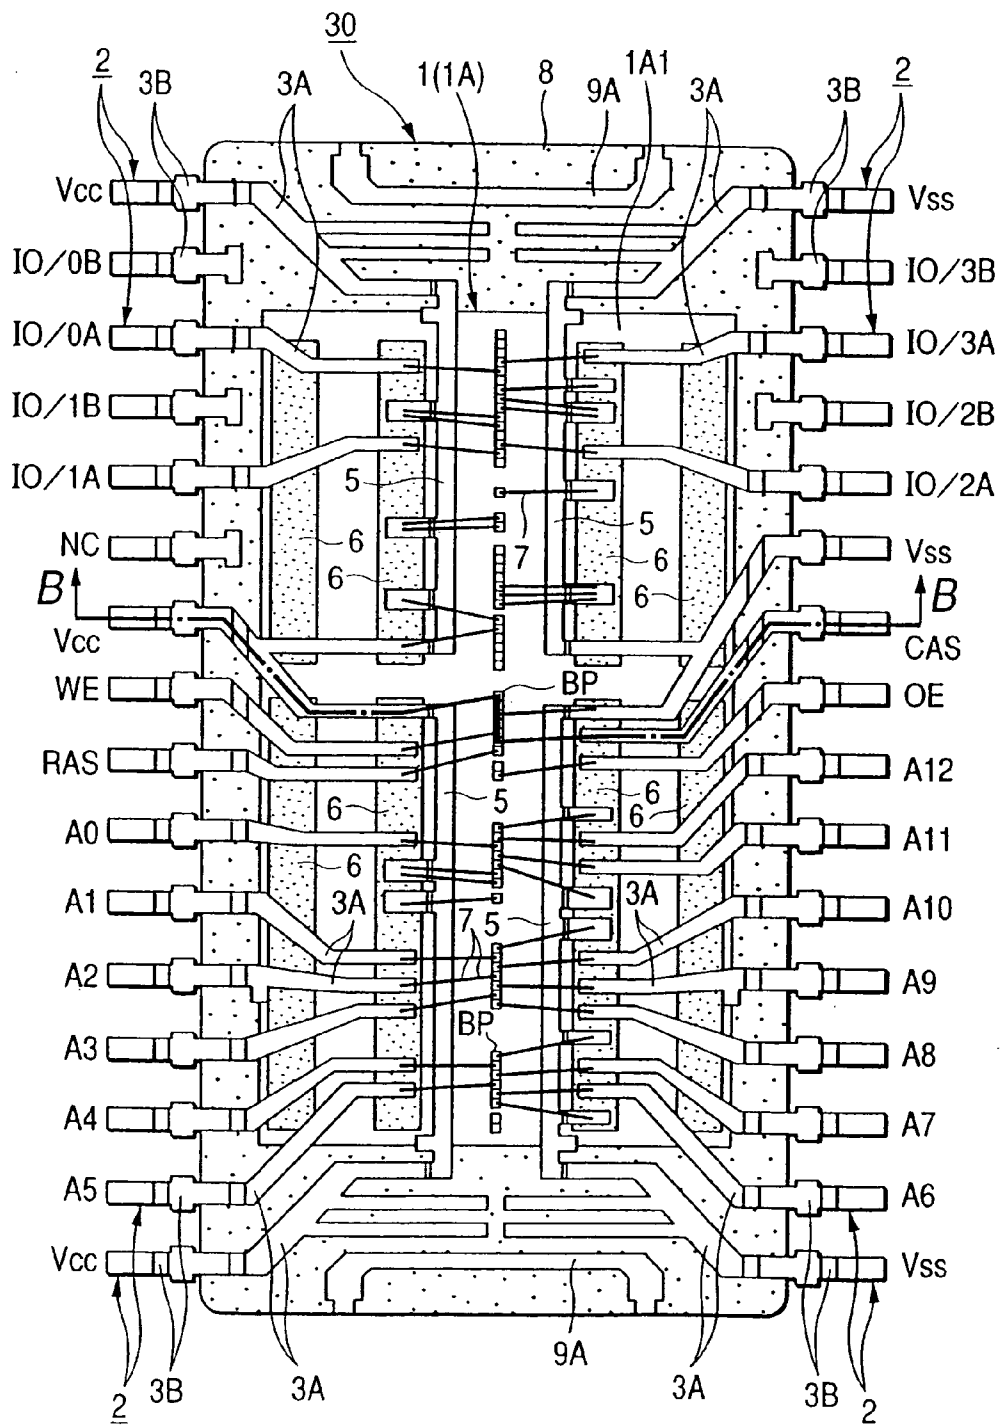 30
2 3B 3A 1(1A) 8 9A 1A1 3A 3B 2
Vcc Vss
IO/0B IO/3B
IO/0A IO/3A
IO/1B IO/2B
IO/1A 5 7 5 IO/2A
NC 6 6 Vss
6 6
B B
Vcc CAS
WE BP OE
RAS A12
6 5 6
6
A0 A11
6
A1 3A 7 5 3A A10
A2 3A 3A A9
BP
A3 A8
A4 A7
A5 A6
Vcc Vss
9A
2 3B 3A 3A 3B 2